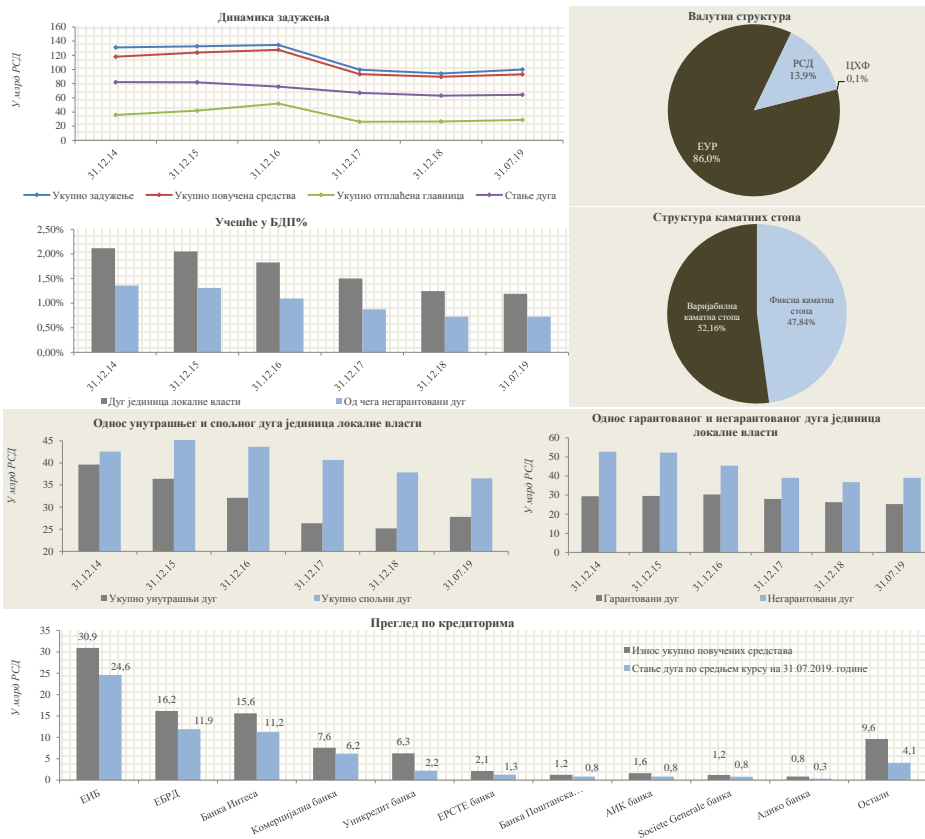 Динамика задужења
У млрд РСД
160
140
120
100
80
60
40
20
0
31.12.14
31.12.15
31.12.16
31.12.17
31.12.18
31.07.19
Укупно задужење
Укупно повучена средства
Укупно отплаћена главница
Стање дуга
Валутна структура
РСД
13,9%
ЦХФ
0,1%
ЕУР
86,0%
Учешће у БДП%
2,50%
2,00%
1,50%
1,00%
0,50%
0,00%
31.12.14
31.12.15
31.12.16
31.12.17
31.12.18
31.07.19
Дуг јединица локалне власти
Од чега негарантовани дуг
Структура каматних стопа
Варијабилна
каматна стопа
52,16%
Фиксна каматна
стопа
47,84%
Однос унутрашњег и спољног дуга јединица локалне власти
У млрд РСД
45
40
35
30
25
20
31.12.14
31.12.15
31.12.16
31.12.17
31.12.18
31.07.19
Укупно унутрашњи дуг
Укупно спољни дуг
Однос гарантованог и негарантованог дуга јединица
локалне власти
У млрд РСД
60
50
40
30
20
10
0
31.12.14
31.12.15
31.12.16
31.12.17
31.12.18
31.07.19
Гарантовани дуг
Негарантовани дуг
Преглед по кредиторима
У млрд РСД
35
30
25
20
15
10
5
0
Износ укупно повучених средстава
Стање дуга по средњем курсу на 31.07.2019. године
30,9
24,6
16,2
11,9
15,6
11,2
7,6
6,2
6,3
2,2
2,1
1,3
1,2
0,8
1,6
0,8
1,2
0,8
0,8
0,3
9,6
4,1
ЕИБ
ЕБРД
Банка Интеса
Комерцијална банка
Уникредит банка
ЕРСТЕ банка
Банка Поштанска…
АИК банка
Societe Generale банка
Адико банка
Остали